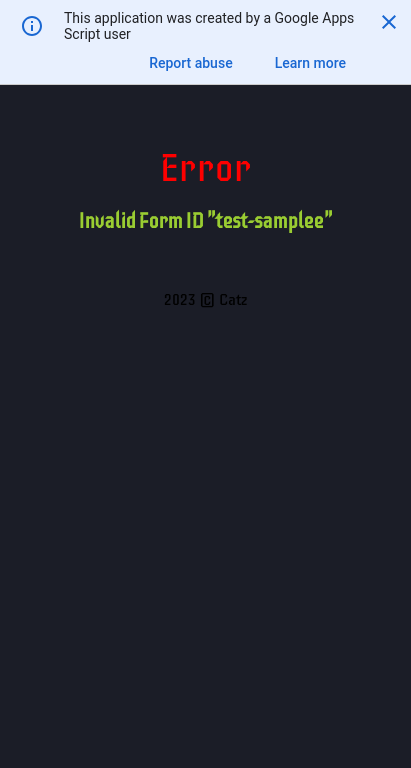 This application was created by a Google Apps
Script user
Report abuse
Learn more
Error
Invalid Form ID "test-samplee"
2023 © Catz